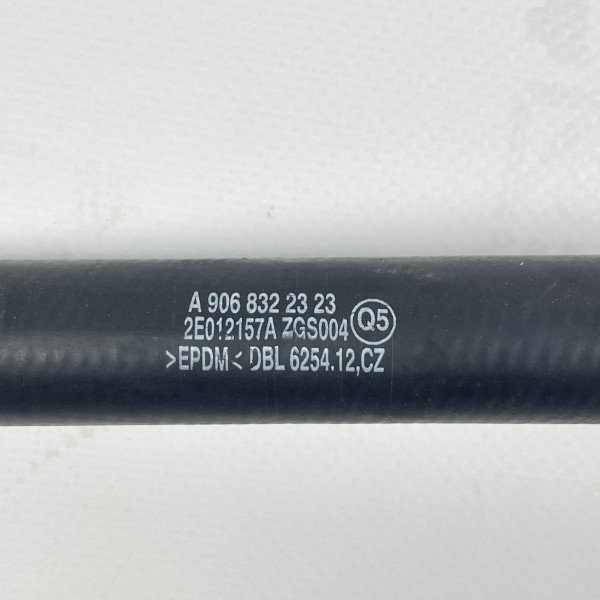 A 906 832 23 23
2E012157A ZGS004 Q5
>EPDM< DBL 6254.12,CZ